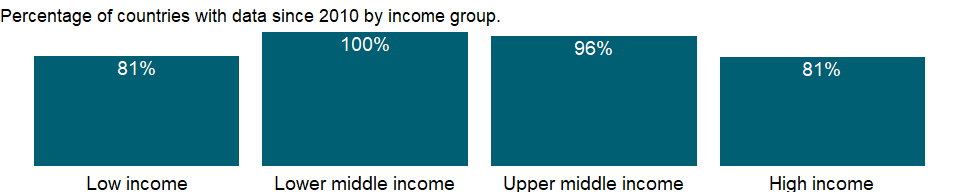 Percentage of countries with data since 2010 by income group.
81%
100%
96%
81%
Low income
Lower middle income
Upper middle income
High income